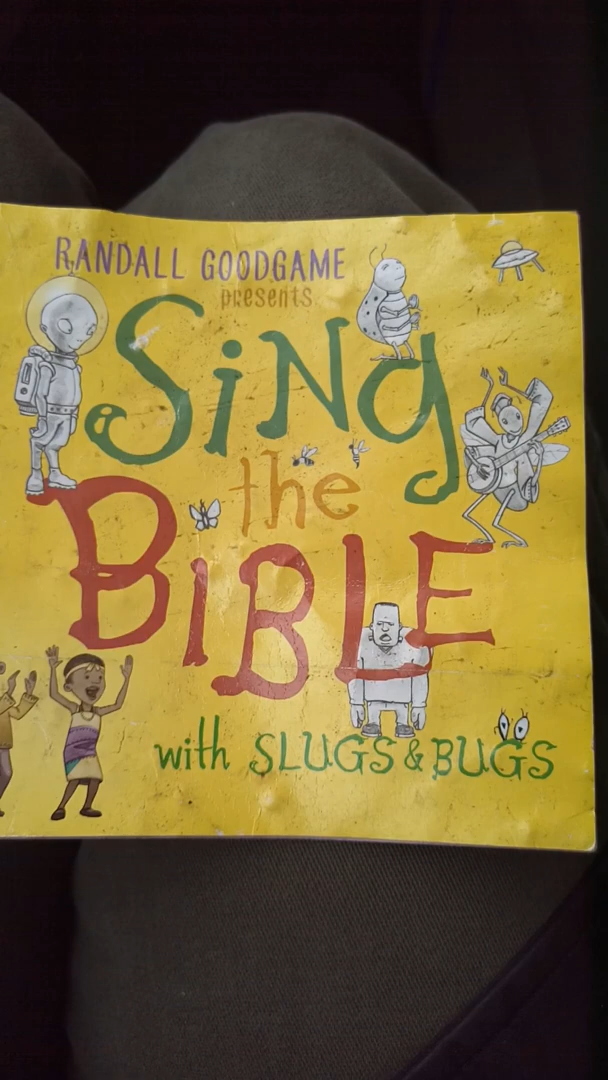 RANDALL GOODGAME
presents
SiNg
the
BiBLE
with SLUGS & BUGS